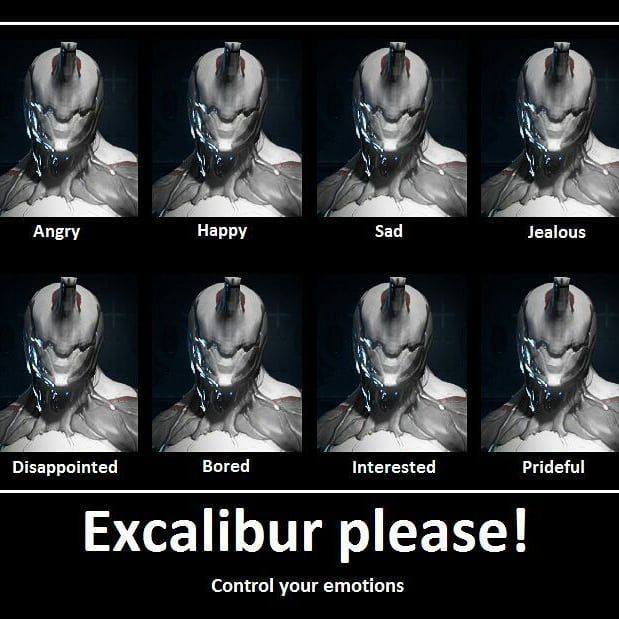 Angry Happy Sad Jealous
Disappointed Bored Interested Prideful
Excalibur please!
Control your emotions